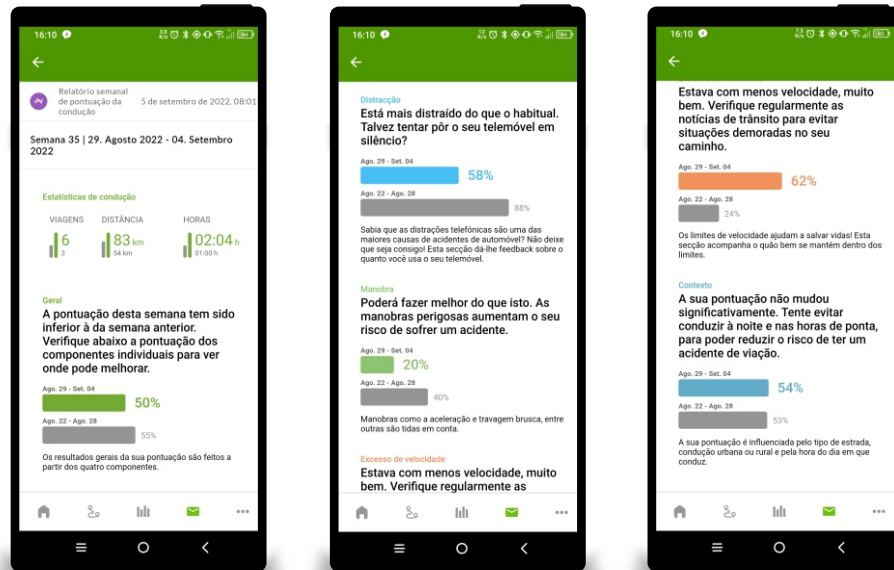 16:10
Relatório semanal
de pontuação da
condução
5 de setembro de 2022, 08:01
Semana 35 | 29. Agosto 2022 - 04. Setembro
2022
Estatísticas de condução
VIAGENS DISTÂNCIA HORAS
6 83 km 02:04 h
3 54 km 01:00 h
Geral
A pontuação desta semana tem sido
inferior à da semana anterior.
Verifique abaixo a pontuação dos
componentes individuais para ver
onde pode melhorar.
Ago. 29 - Set. 04
50%
Ago. 22 - Ago. 28
55%
Os resultados gerais da sua pontuação são feitos a
partir dos quatro componentes.
16:10
Distracção
Está mais distraído do que o habitual.
Talvez tentar pôr o seu telemóvel em
silêncio?
Ago. 29 - Set. 04
58%
Ago. 22 - Ago. 28
88%
Sabia que as distrações telefónicas são uma das
maiores causas de acidentes de automóvel? Não deixe
que seja consigo! Esta secção dá-lhe feedback sobre o
quanto você usa o seu telemóvel.
Manobra
Poderá fazer melhor do que isto. As
manobras perigosas aumentam o seu
risco de sofrer um acidente.
Ago. 29 - Set. 04
20%
Ago. 22 - Ago. 28
40%
Manobras como a aceleração e travagem brusca, entre
outras são tidas em conta.
Excesso de velocidade
Estava com menos velocidade, muito
bem. Verifique regularmente as
16:10
Estava com menos velocidade, muito
bem. Verifique regularmente as
notícias de trânsito para evitar
situações demoradas no seu
caminho.
Ago. 29 - Set. 04
62%
Ago. 22 - Ago. 28
24%
Os limites de velocidade ajudam a salvar vidas! Esta
secção acompanha o quão bem se mantém dentro dos
limites.
Contexto
A sua pontuação não mudou
significativamente. Tente evitar
conduzir à noite e nas horas de ponta,
para poder reduzir o risco de ter um
acidente de viação.
Ago. 29 - Set. 04
54%
Ago. 22 - Ago. 28
53%
A sua pontuação é influenciada pelo tipo de estrada,
condução urbana ou rural e pela hora do dia em que
conduz.